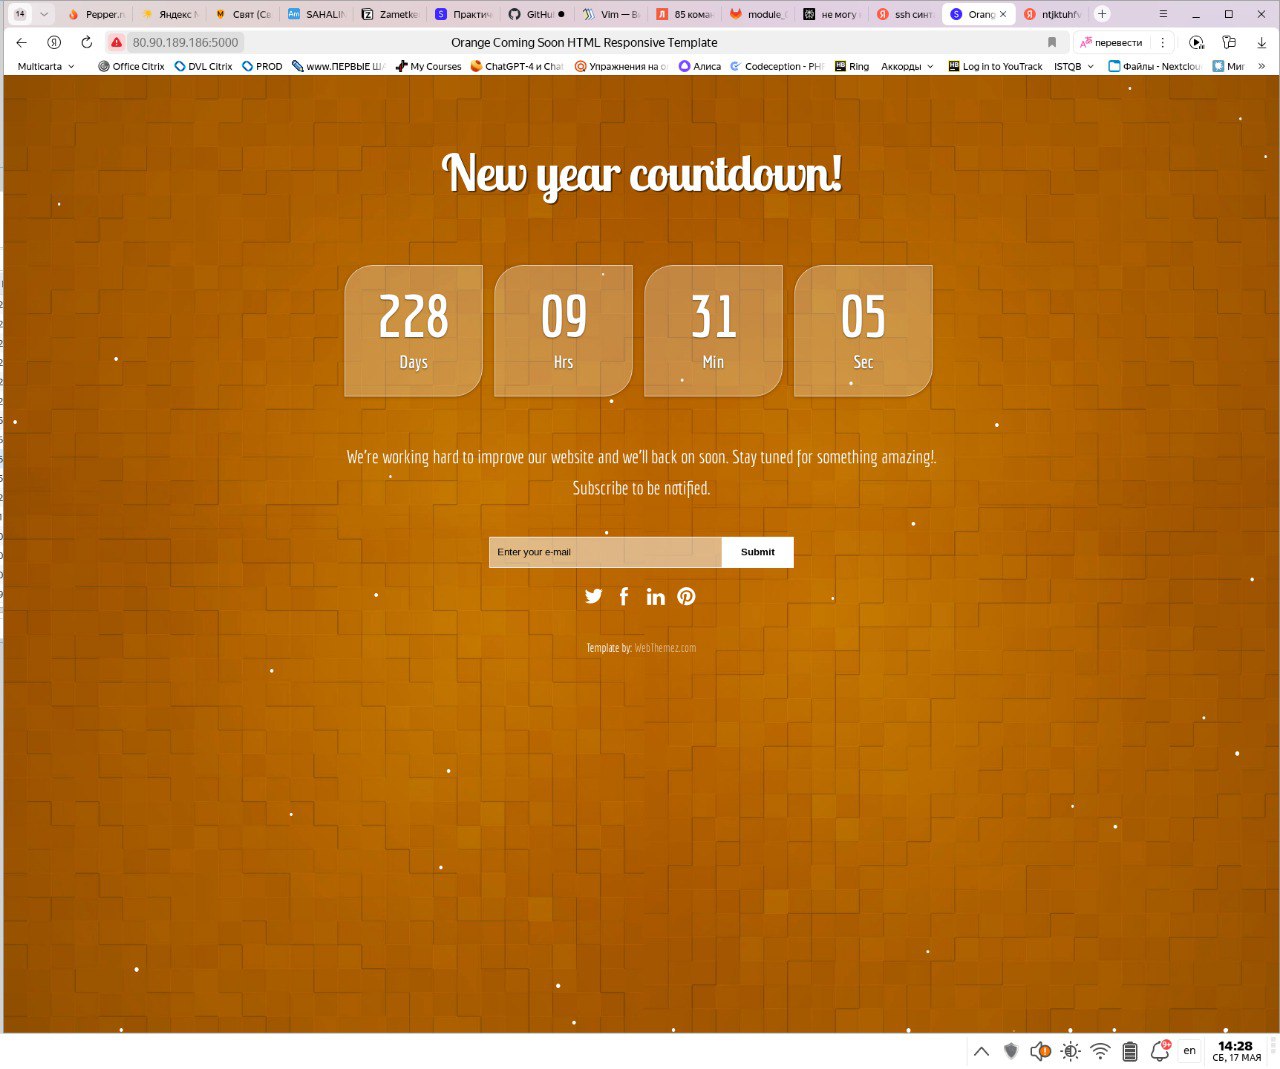 14 Pepper.r Яндекс Свят (Св SAHALIN Zametke Практич GitHu Vim — В 85 коман module_ не могу ssh синт Orang ntjktuhfv
80.90.189.186:5000 Orange Coming Soon HTML Responsive Template перевести
Multicarta Office Citrix DVL Citrix PROD www.ПЕРВЫЕ My Courses ChatGPT-4 и Chat Упражнения на Алиса Codeception - PH Ring Аккорды Log in to YouTrack ISTQB Файлы - Nextclou Миг
New year countdown!
228 09 31 05
Days Hrs Min Sec
We're working hard to improve our website and we'll back on soon. Stay tuned for something amazing!.
Subscribe to be notified.
Enter your e-mail Submit
Template by: WebThemez.com
9+ en 14:28
СБ, 17 МАЯ